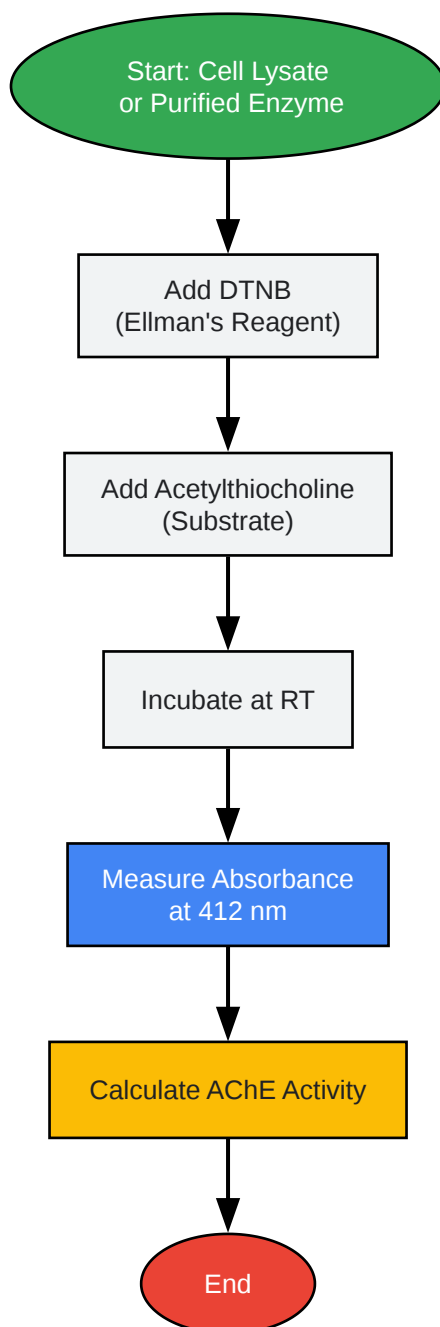 Start: Cell Lysate
or Purified Enzyme
Add DTNB
(Ellman's Reagent)
Add Acetylthiocholine
(Substrate)
Incubate at RT
Measure Absorbance
at 412 nm
Calculate AChE Activity
End